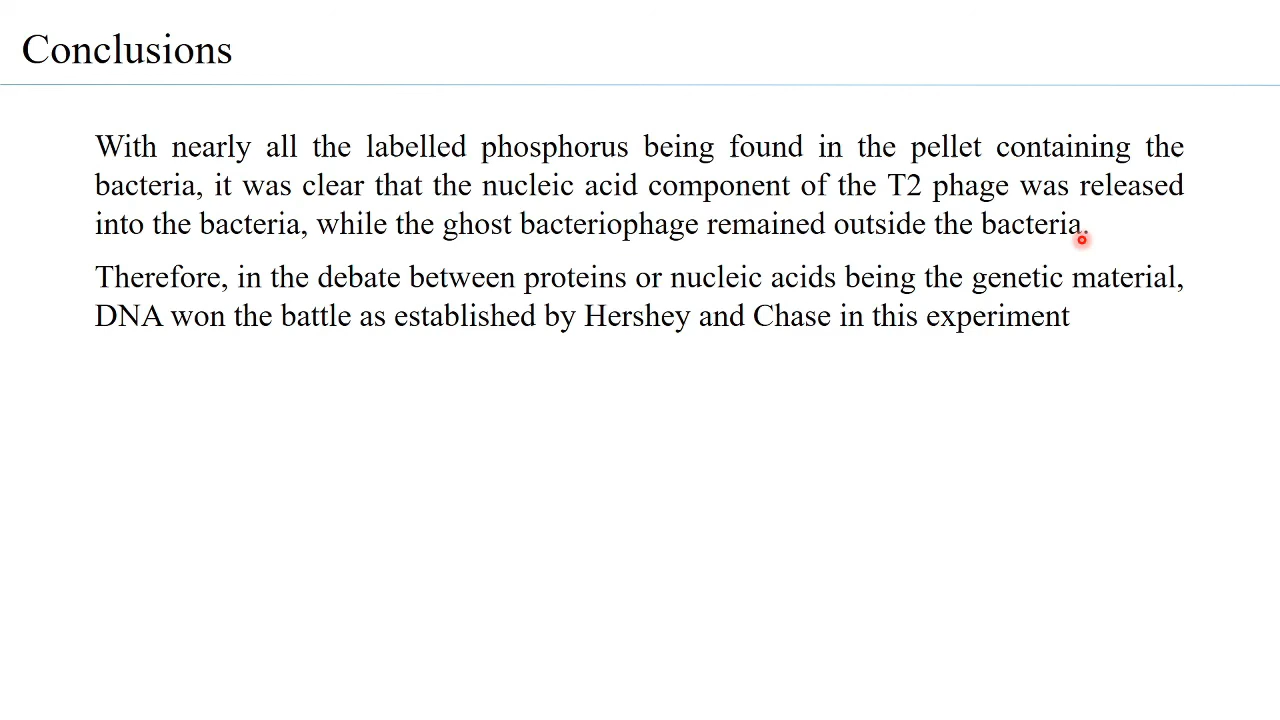 Conclusions
With nearly all the labelled phosphorus being found in the pellet containing the
bacteria, it was clear that the nucleic acid component of the T2 phage was released
into the bacteria, while the ghost bacteriophage remained outside the bacteria.
Therefore, in the debate between proteins or nucleic acids being the genetic material,
DNA won the battle as established by Hershey and Chase in this experiment